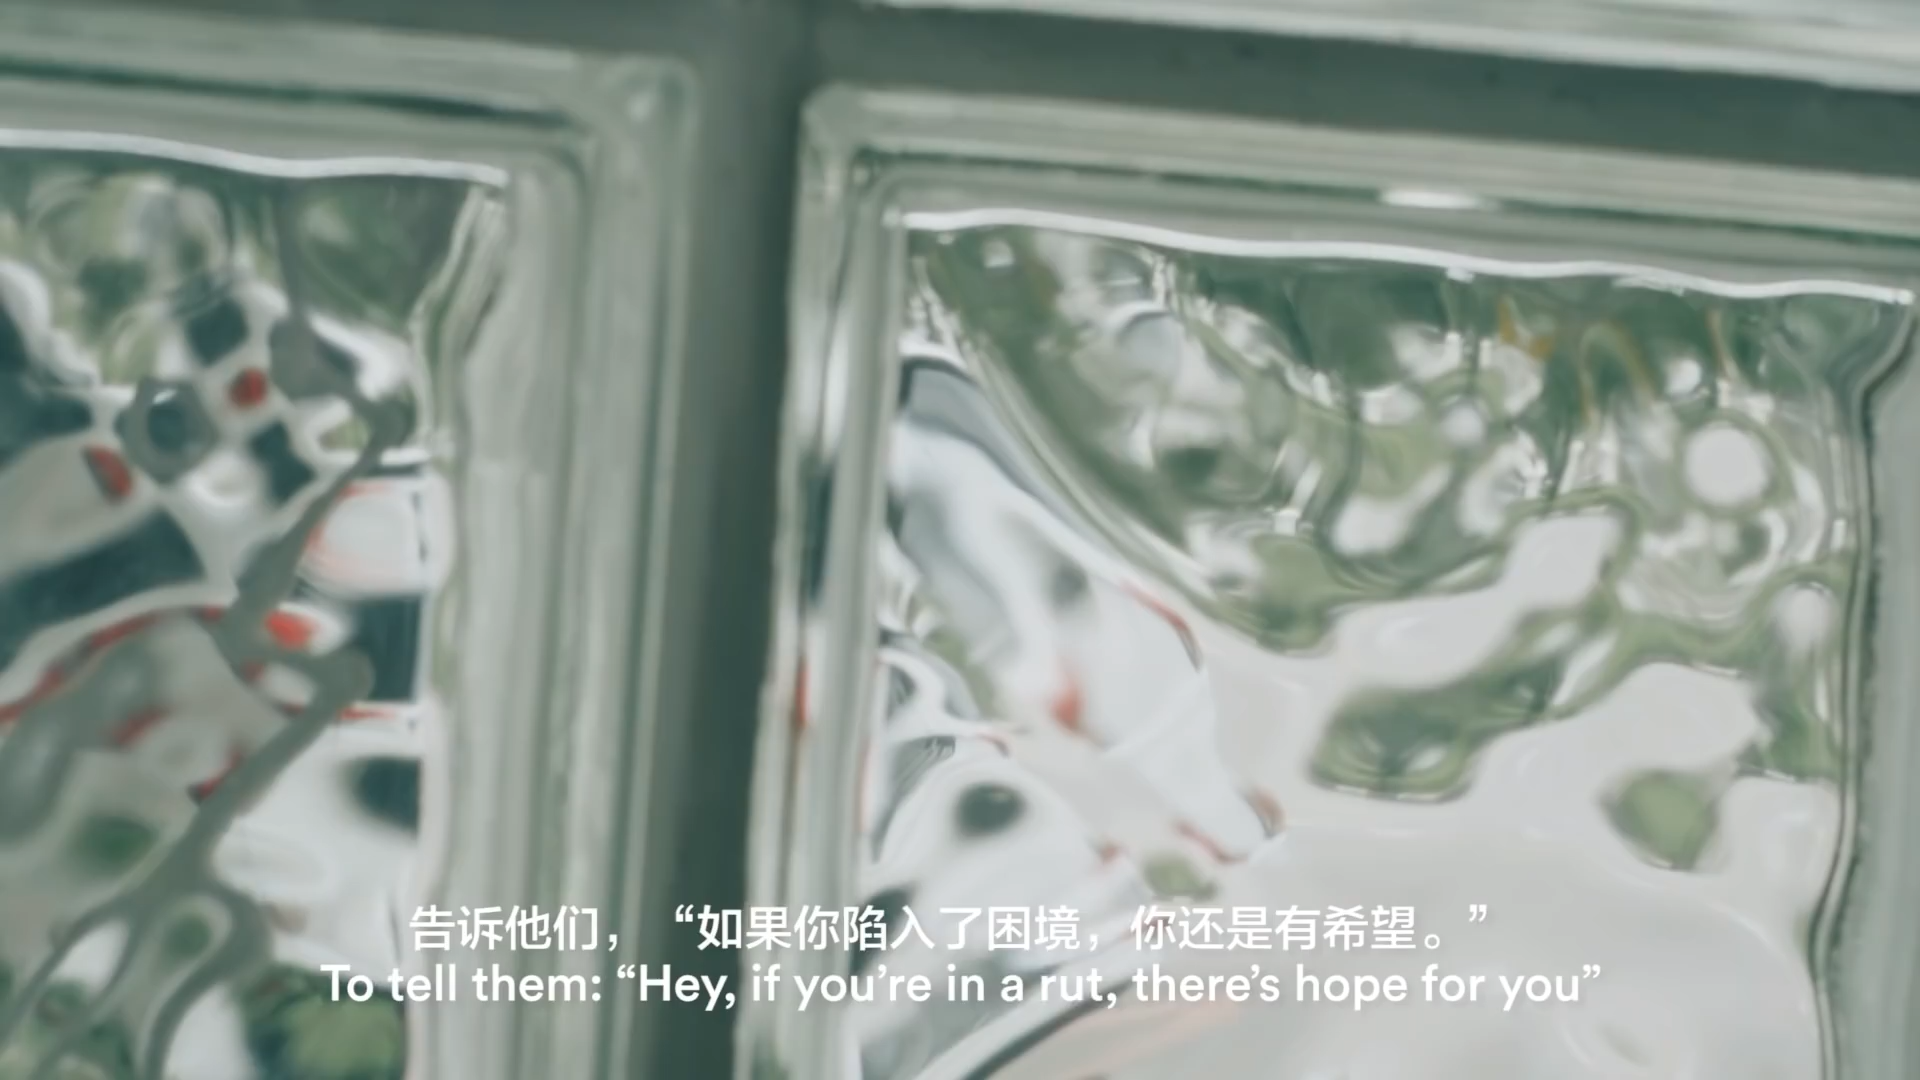 告诉他们，“如果你陷入了困境，你还是有希望。”
To tell them: “Hey, if you’re in a rut, there’s hope for you”